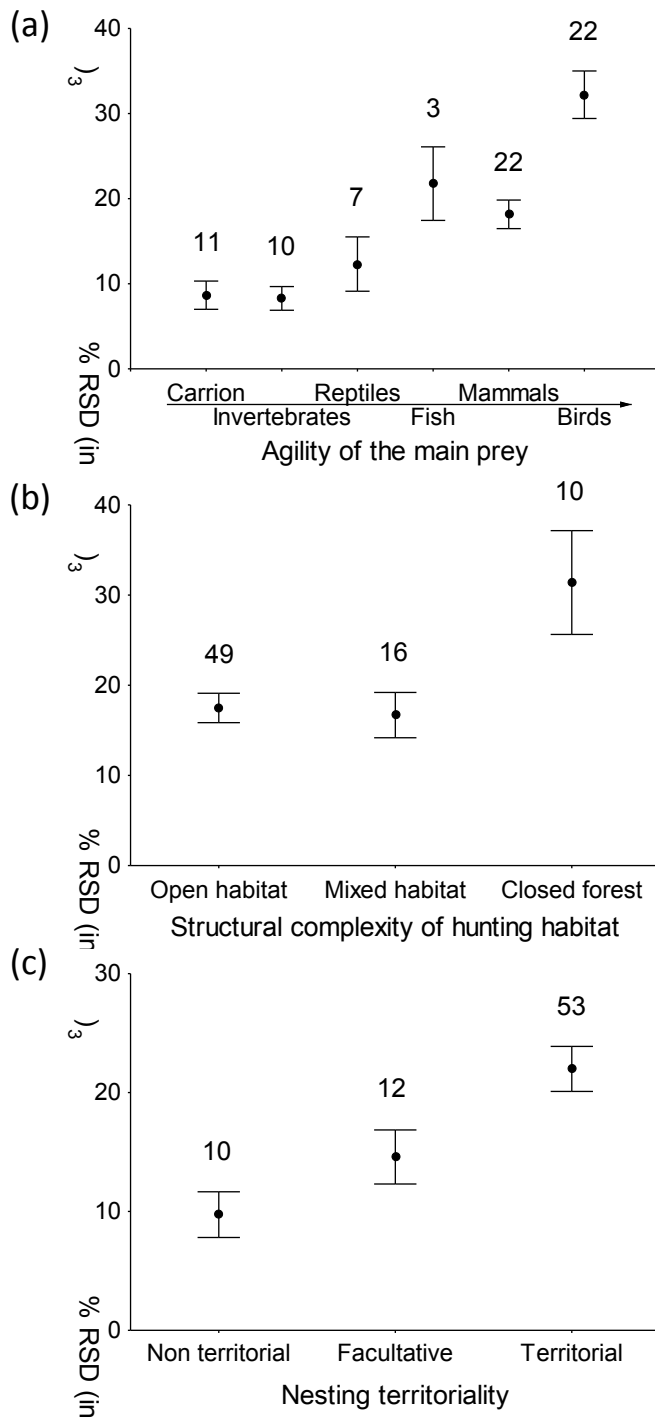 (a)
40
30
20
10
0
% RSD (in
)3
11
10
7
3
22
22
Carrion
Reptiles
Mammals
Invertebrates
Fish
Birds
Agility of the main prey
(b)
40
30
20
10
0
% RSD (in
)3
49
16
10
Open habitat
Mixed habitat
Closed forest
Structural complexity of hunting habitat
(c)
30
20
10
0
% RSD (in
)3
10
12
53
Non territorial
Facultative
Territorial
Nesting territoriality